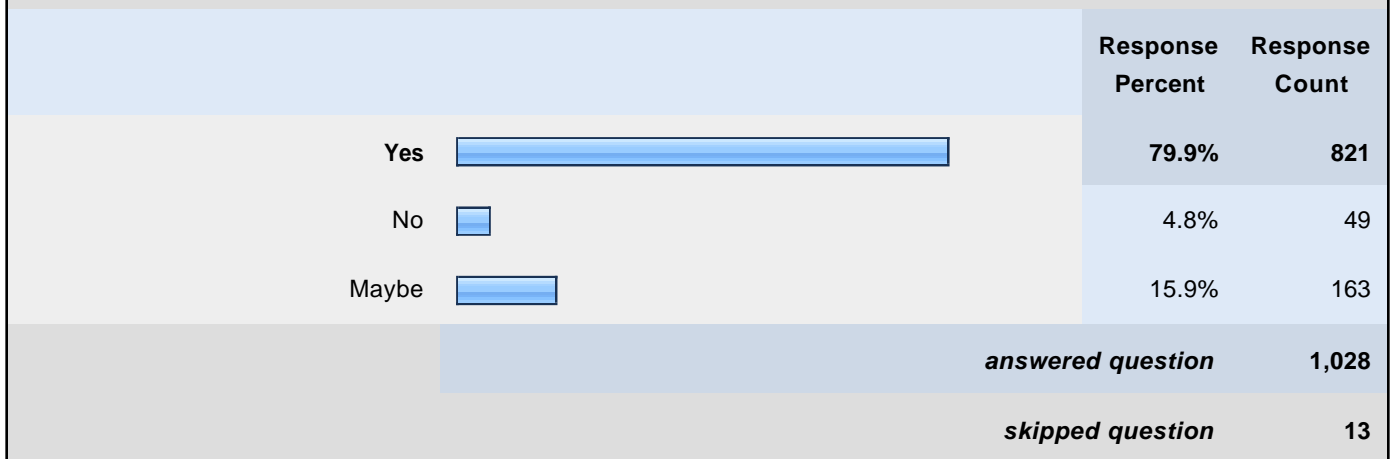 Response Response
Percent Count
Yes 79.9% 821
No 4.8% 49
Maybe 15.9% 163
answered question 1,028
skipped question 13